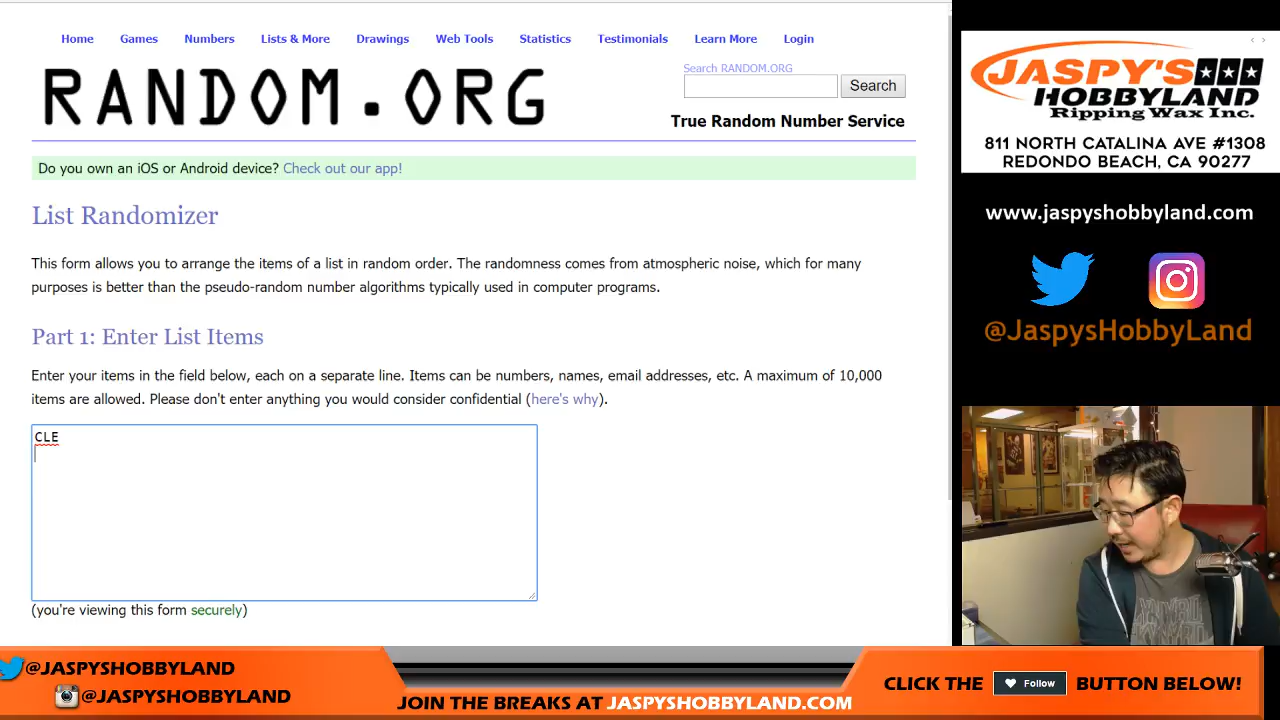 Home Games Numbers Lists & More Drawings Web Tools Statistics Testimonials Learn More Login
RANDOM.ORG
Search RANDOM.ORG
Search
True Random Number Service
Do you own an iOS or Android device? Check out our app!
List Randomizer
This form allows you to arrange the items of a list in random order. The randomness comes from atmospheric noise, which for many
purposes is better than the pseudo-random number algorithms typically used in computer programs.
Part 1: Enter List Items
Enter your items in the field below, each on a separate line. Items can be numbers, names, email addresses, etc. A maximum of 10,000
items are allowed. Please don't enter anything you would consider confidential (here's why).
CLE
(you're viewing this form securely)
JASPY'S
HOBBYLAND
Ripping Wax Inc.
811 NORTH CATALINA AVE #1308
REDONDO BEACH, CA 90277
www.jaspyshobbyland.com
@JaspysHobbyLand
@JASPYSHOBBYLAND
@JASPYSHOBBYLAND
JOIN THE BREAKS AT JASPYSHOBBYLAND.COM
CLICK THE Follow BUTTON BELOW!